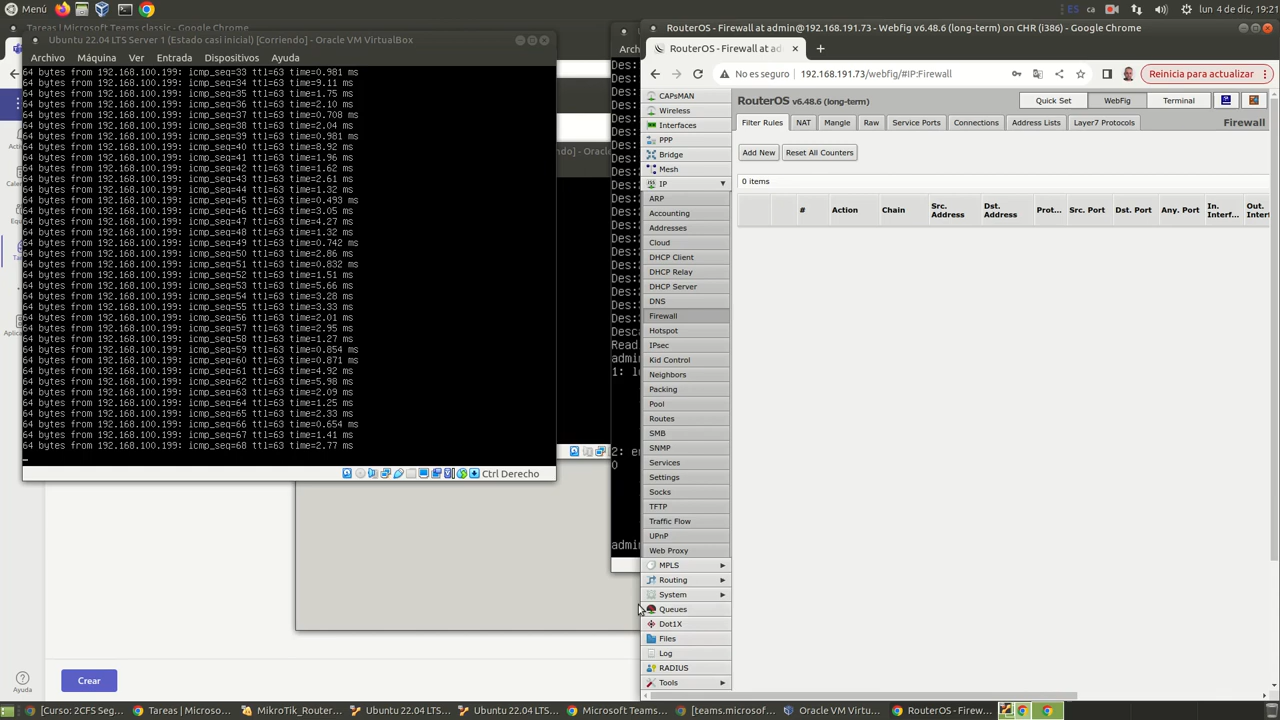 Menú
ES
ca
lun 4 de dic, 19:21
Tareas | Microsoft Teams classic - Google Chrome
Ubuntu 22.04 LTS Server 1 (Estado casi inicial) [Corriendo] - Oracle VM VirtualBox
Archivo Máquina Ver Entrada Dispositivos Ayuda
64 bytes from 192.168.100.199: icmp_seq=33 ttl=63 time=0.981 ms
64 bytes from 192.168.100.199: icmp_seq=34 ttl=63 time=9.11 ms
64 bytes from 192.168.100.199: icmp_seq=35 ttl=63 time=1.75 ms
64 bytes from 192.168.100.199: icmp_seq=36 ttl=63 time=2.10 ms
64 bytes from 192.168.100.199: icmp_seq=37 ttl=63 time=0.708 ms
64 bytes from 192.168.100.199: icmp_seq=38 ttl=63 time=2.04 ms
64 bytes from 192.168.100.199: icmp_seq=39 ttl=63 time=0.981 ms
64 bytes from 192.168.100.199: icmp_seq=40 ttl=63 time=8.92 ms
64 bytes from 192.168.100.199: icmp_seq=41 ttl=63 time=1.96 ms
64 bytes from 192.168.100.199: icmp_seq=42 ttl=63 time=1.62 ms
64 bytes from 192.168.100.199: icmp_seq=43 ttl=63 time=2.61 ms
64 bytes from 192.168.100.199: icmp_seq=44 ttl=63 time=1.32 ms
64 bytes from 192.168.100.199: icmp_seq=45 ttl=63 time=0.493 ms
64 bytes from 192.168.100.199: icmp_seq=46 ttl=63 time=3.05 ms
64 bytes from 192.168.100.199: icmp_seq=47 ttl=63 time=4.27 ms
64 bytes from 192.168.100.199: icmp_seq=48 ttl=63 time=1.32 ms
64 bytes from 192.168.100.199: icmp_seq=49 ttl=63 time=0.742 ms
64 bytes from 192.168.100.199: icmp_seq=50 ttl=63 time=2.86 ms
64 bytes from 192.168.100.199: icmp_seq=51 ttl=63 time=0.832 ms
64 bytes from 192.168.100.199: icmp_seq=52 ttl=63 time=1.51 ms
64 bytes from 192.168.100.199: icmp_seq=53 ttl=63 time=5.66 ms
64 bytes from 192.168.100.199: icmp_seq=54 ttl=63 time=3.28 ms
64 bytes from 192.168.100.199: icmp_seq=55 ttl=63 time=3.33 ms
64 bytes from 192.168.100.199: icmp_seq=56 ttl=63 time=2.01 ms
64 bytes from 192.168.100.199: icmp_seq=57 ttl=63 time=2.95 ms
64 bytes from 192.168.100.199: icmp_seq=58 ttl=63 time=1.27 ms
64 bytes from 192.168.100.199: icmp_seq=59 ttl=63 time=0.854 ms
64 bytes from 192.168.100.199: icmp_seq=60 ttl=63 time=0.871 ms
64 bytes from 192.168.100.199: icmp_seq=61 ttl=63 time=4.92 ms
64 bytes from 192.168.100.199: icmp_seq=62 ttl=63 time=5.98 ms
64 bytes from 192.168.100.199: icmp_seq=63 ttl=63 time=2.09 ms
64 bytes from 192.168.100.199: icmp_seq=64 ttl=63 time=1.25 ms
64 bytes from 192.168.100.199: icmp_seq=65 ttl=63 time=2.33 ms
64 bytes from 192.168.100.199: icmp_seq=66 ttl=63 time=0.654 ms
64 bytes from 192.168.100.199: icmp_seq=67 ttl=63 time=1.41 ms
64 bytes from 192.168.100.199: icmp_seq=68 ttl=63 time=2.77 ms
Ctrl Derecho
ndo] - Oracle
Arch
Des:
Des:
Des:
Des:
Des:
Des:
Des:
Des:
Desc
Read
admi
1: l
2: e
0
admi
Ayuda
Crear
RouterOS - Firewall at admin@192.168.191.73 - Webfig v6.48.6 (long-term) on CHR (i386) - Google Chrome
RouterOS - Firewall at ad
No es seguro
192.168.191.73/webfig/#IP:Firewall
Reinicia para actualizar
CAPsMAN
Wireless
Interfaces
PPP
Bridge
Mesh
IP
ARP
Accounting
Addresses
Cloud
DHCP Client
DHCP Relay
DHCP Server
DNS
Firewall
Hotspot
IPsec
Kid Control
Neighbors
Packing
Pool
Routes
SMB
SNMP
Services
Settings
Socks
TFTP
Traffic Flow
UPnP
Web Proxy
MPLS
Routing
System
Queues
Dot1X
Files
Log
RADIUS
Tools
RouterOS v6.48.6 (long-term)
Quick Set WebFig Terminal
Filter Rules NAT Mangle Raw Service Ports Connections Address Lists Layer7 Protocols
Firewall
Add New Reset All Counters
0 items
# Action Chain Src. Address Dst. Address Prot... Src. Port Dst. Port Any. Port In. Interf... Out. Interf
[Curso: 2CFS Seg... Tareas | Microso... MikroTik_Router... Ubuntu 22.04 LT... Ubuntu 22.04 LT... Microsoft Teams... [teams.microsof... Oracle VM Virtu... RouterOS - Firew...